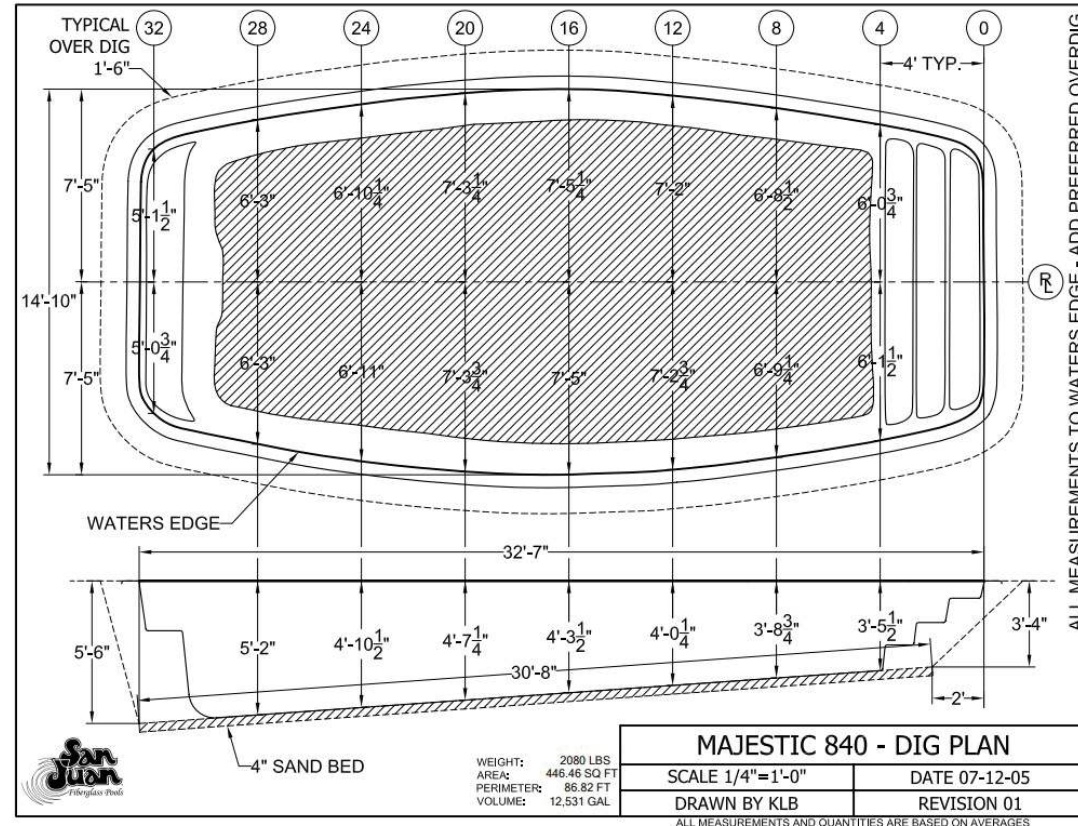 TYPICAL
OVER DIG
1'-6"
32
28
24
20
16
12
8
4
0
4' TYP.
7'-5"
5'-1 1/2"
6'-3"
6'-10 1/4"
7'-3 1/4"
7'-5 1/4"
7'-2"
6'-8 1/2"
6'-0 3/4"
14'-10"
PL
7'-5"
5'-0 3/4"
6'-3"
6'-11"
7'-3 3/4"
7'-5"
7'-2 3/4"
6'-9 1/4"
6'-1 1/2"
WATERS EDGE
32'-7"
5'-6"
5'-2"
4'-10 1/2"
4'-7 1/4"
4'-3 1/2"
4'-0 1/4"
3'-8 3/4"
3'-5 1/2"
3'-4"
30'-8"
2'
4" SAND BED
San Juan
Fiberglass Pools
WEIGHT: 2080 LBS
AREA: 446.46 SQ FT
PERIMETER: 86.82 FT
VOLUME: 12,531 GAL
MAJESTIC 840 - DIG PLAN
SCALE 1/4"=1'-0"
DATE 07-12-05
DRAWN BY KLB
REVISION 01
ALL MEASUREMENTS AND QUANTITIES ARE BASED ON AVERAGES
ALL MEASUREMENTS TO WATERS EDGE - ADD PREFERRED OVERDIG